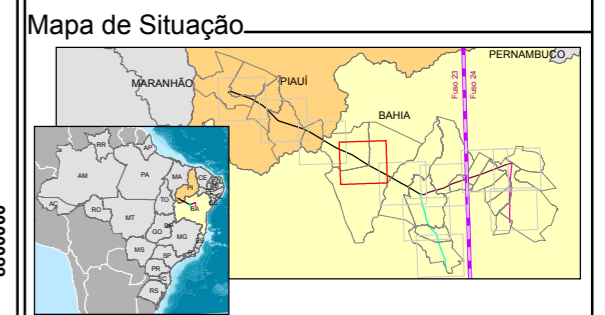 Mapa de Situação
PERNAMBUCO
MARANHÃO
PIAUÍ
Fuso 23
Fuso 24
BAHIA
RR
AP
AM
PA
MA
CE
PI
AC
RO
TO
BA
MT
GO
MG
MS
SP
PR
SC
RS